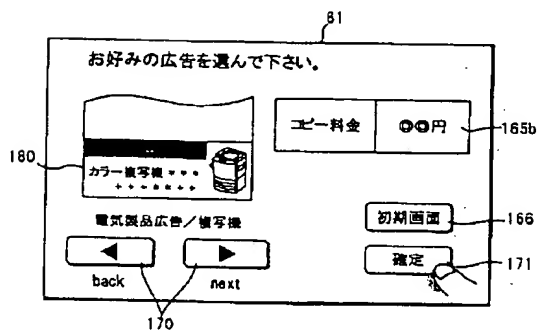 81
お好みの広告を選んで下さい。
コピー料金
〇〇円
165b
180
カラー複写機 * * *
* * * * * * *
電気製品広告/複写機
初期画面
166
◀
▶
確定
171
back
next
170